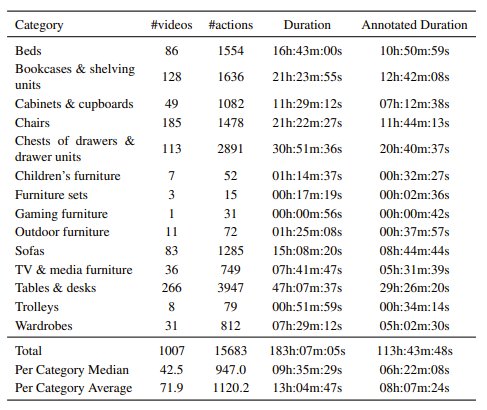 Category #videos #actions Duration Annotated Duration
Beds 86 1554 16h:43m:00s 10h:50m:59s
Bookcases & shelving
units 128 1636 21h:23m:55s 12h:42m:08s
Cabinets & cupboards 49 1082 11h:29m:12s 07h:12m:38s
Chairs 185 1478 21h:22m:27s 11h:44m:13s
Chests of drawers &
drawer units 113 2891 30h:51m:36s 20h:40m:37s
Children's furniture 7 52 01h:14m:37s 00h:32m:27s
Furniture sets 3 15 00h:17m:19s 00h:02m:36s
Gaming furniture 1 31 00h:00m:56s 00h:00m:42s
Outdoor furniture 11 72 01h:25m:08s 00h:37m:57s
Sofas 83 1285 15h:08m:20s 08h:44m:44s
TV & media furniture 36 749 07h:41m:47s 05h:31m:39s
Tables & desks 266 3947 47h:07m:37s 29h:26m:20s
Trolleys 8 79 00h:51m:59s 00h:34m:14s
Wardrobes 31 812 07h:29m:12s 05h:02m:30s
Total 1007 15683 183h:07m:05s 113h:43m:48s
Per Category Median 42.5 947.0 09h:35m:29s 06h:22m:08s
Per Category Average 71.9 1120.2 13h:04m:47s 08h:07m:24s